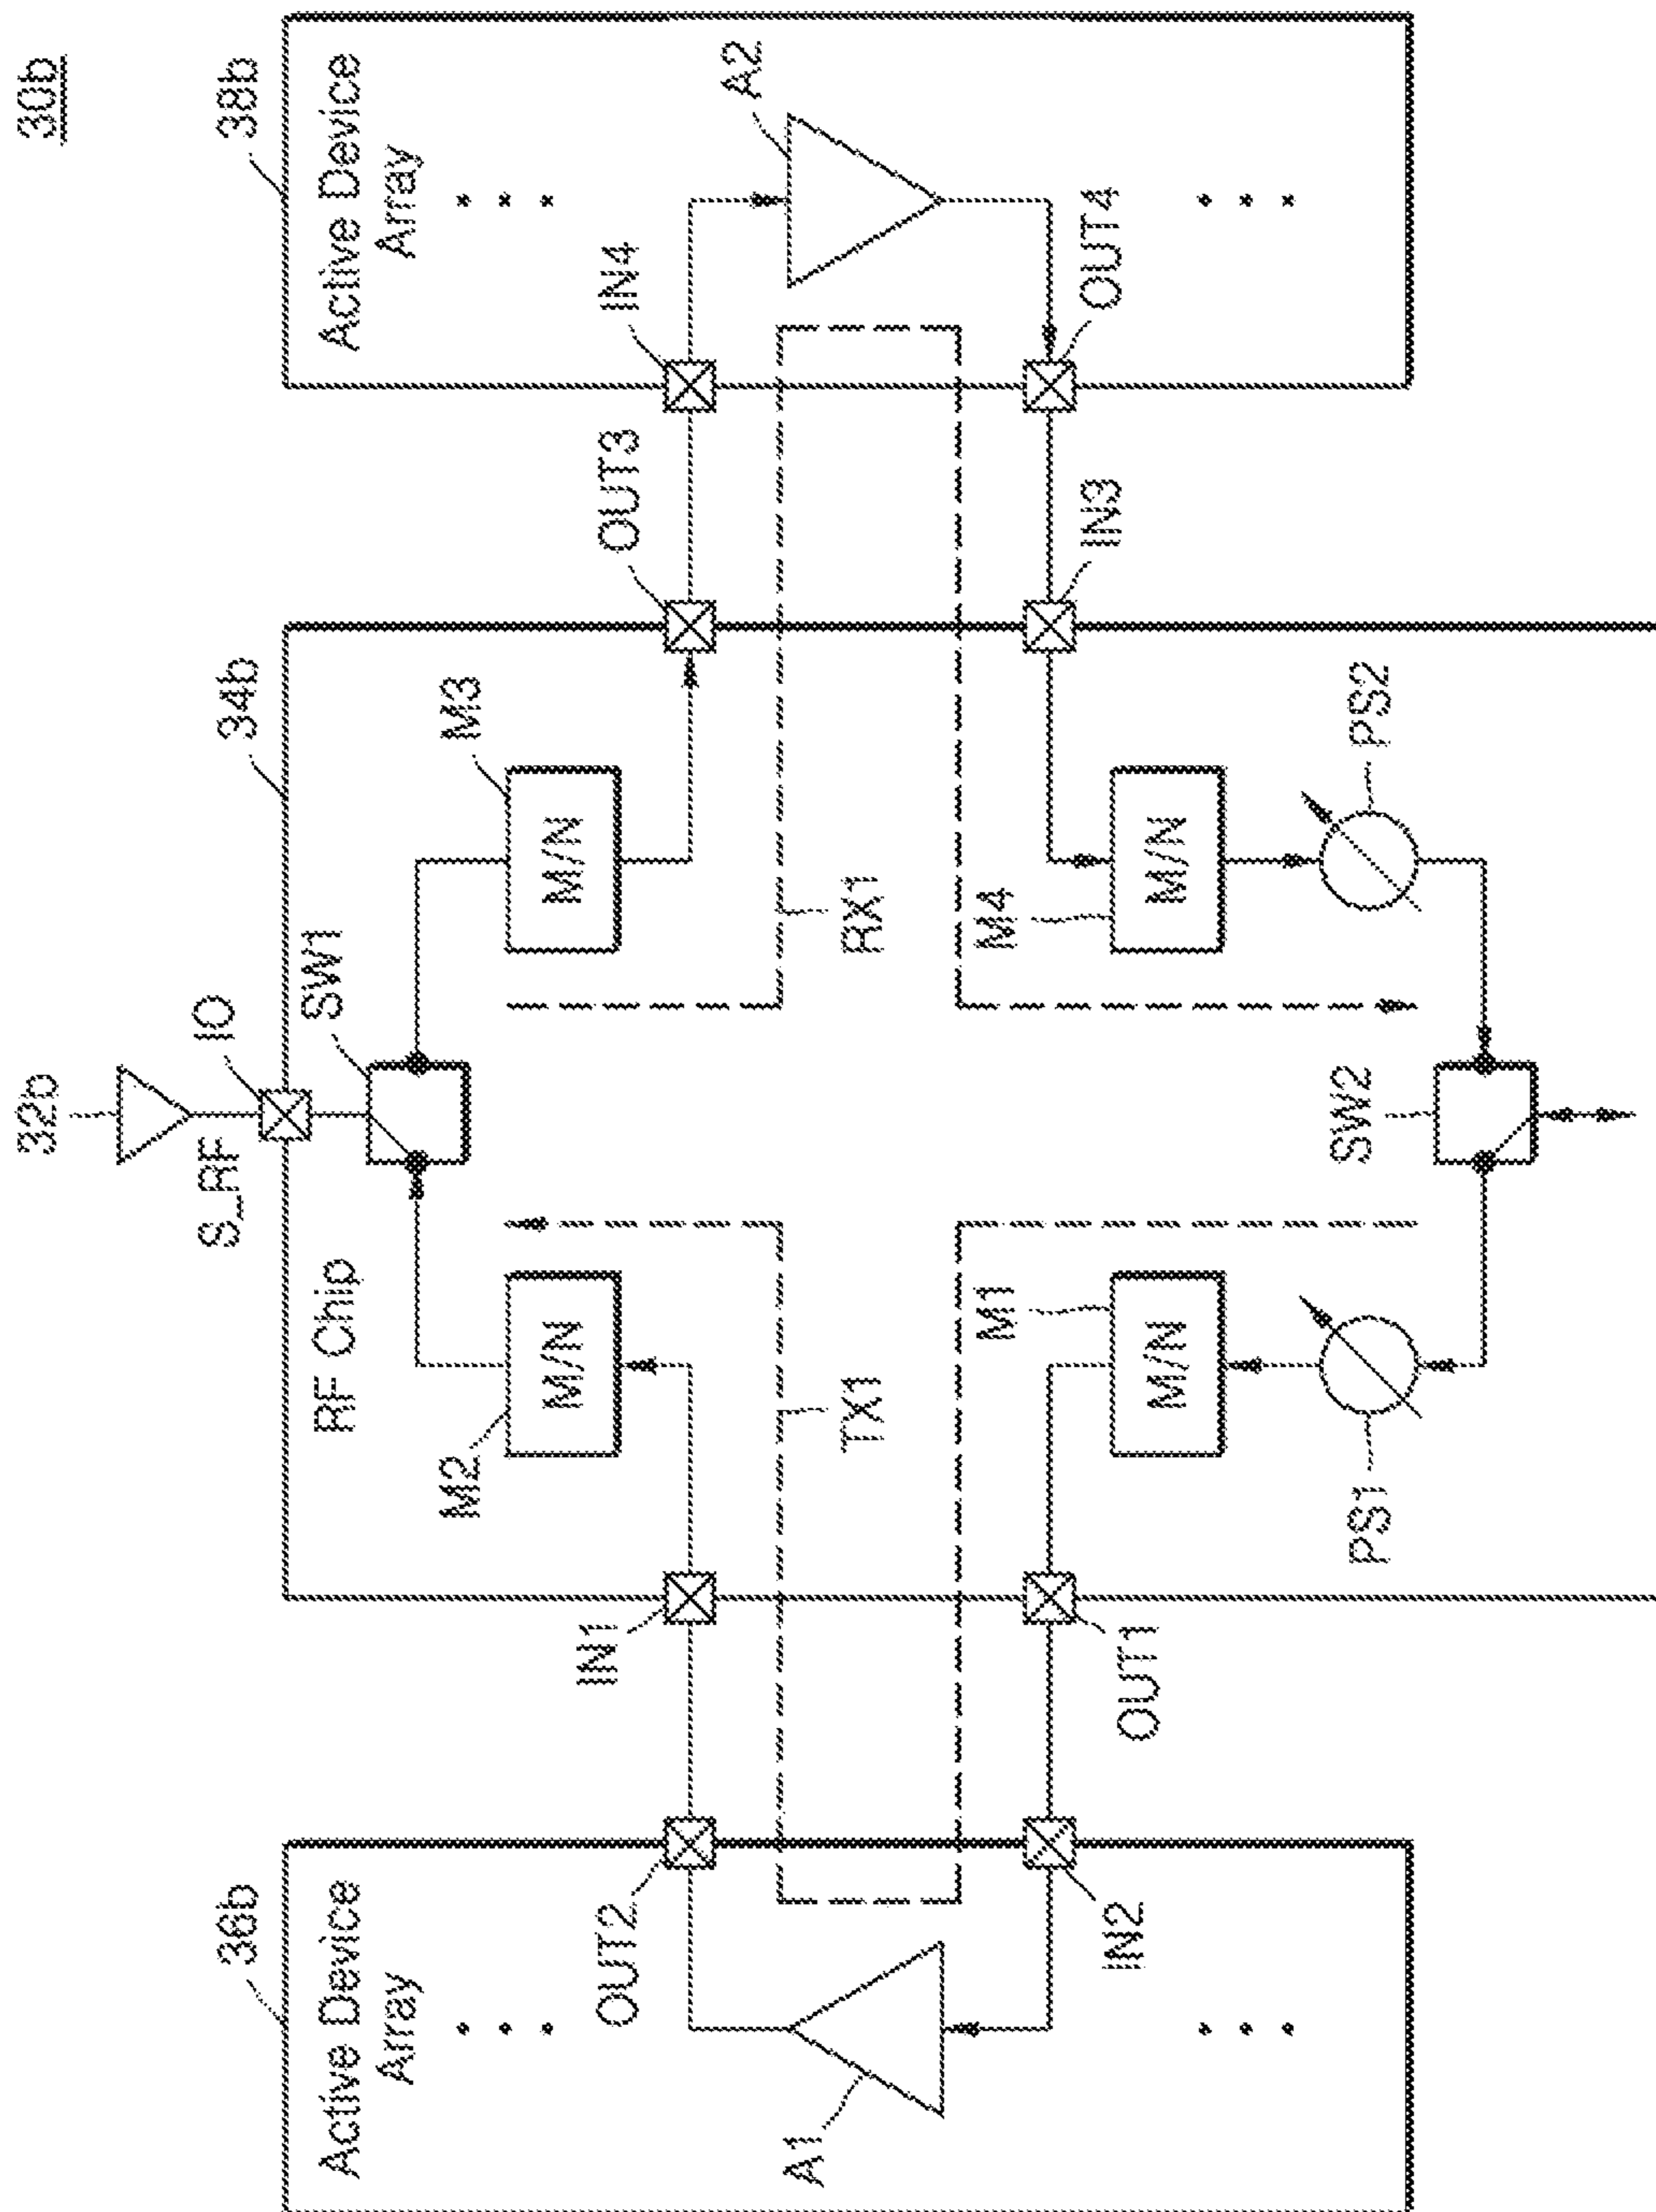 30b
32b
36b
S_RF
IO
34b
38b
Active Device
Array
RF Chip
SW1
Active Device
Array
M2
M3
M/N
M/N
OUT2
IN1
OUT3
IN4
A2
A1
TX1
RX1
M1
M4
IN2
OUT1
IN3
OUT4
M/N
M/N
PS1
SW2
PS2